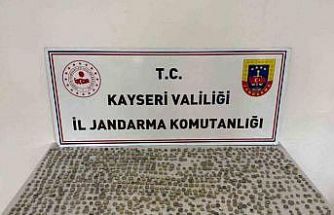 T.C.
KAYSERİ VALİLİĞİ
İL JANDARMA KOMUTANLIĞI